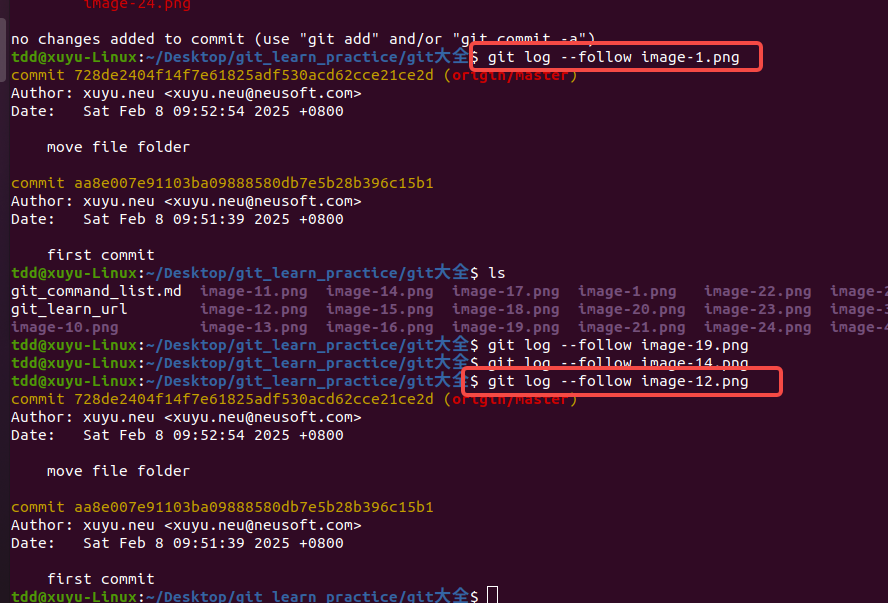 image-24.png
no changes added to commit (use "git add" and/or "git commit -a")
tdd@xuyu-Linux:~/Desktop/git_learn_practice/git大全$ git log --follow image-1.png
commit 728de2404f14f7e61825adf530acd62cce21ce2d (origin/master)
Author: xuyu.neu <xuyu.neu@neusoft.com>
Date:   Sat Feb 8 09:52:54 2025 +0800
move file folder
commit aa8e007e91103ba09888580db7e5b28b396c15b1
Author: xuyu.neu <xuyu.neu@neusoft.com>
Date:   Sat Feb 8 09:51:39 2025 +0800
first commit
tdd@xuyu-Linux:~/Desktop/git_learn_practice/git大全$ ls
git_command_list.md  image-11.png  image-14.png  image-17.png  image-1.png   image-22.png  image-2
git_learn_url        image-12.png  image-15.png  image-18.png  image-20.png  image-23.png  image-3
image-10.png         image-13.png  image-16.png  image-19.png  image-21.png  image-24.png  image-4
tdd@xuyu-Linux:~/Desktop/git_learn_practice/git大全$ git log --follow image-19.png
tdd@xuyu-Linux:~/Desktop/git_learn_practice/git大全$ git log --follow image-14.png
tdd@xuyu-Linux:~/Desktop/git_learn_practice/git大全$ git log --follow image-12.png
commit 728de2404f14f7e61825adf530acd62cce21ce2d (origin/master)
Author: xuyu.neu <xuyu.neu@neusoft.com>
Date:   Sat Feb 8 09:52:54 2025 +0800
move file folder
commit aa8e007e91103ba09888580db7e5b28b396c15b1
Author: xuyu.neu <xuyu.neu@neusoft.com>
Date:   Sat Feb 8 09:51:39 2025 +0800
first commit
tdd@xuyu-Linux:~/Desktop/git_learn_practice/git大全$